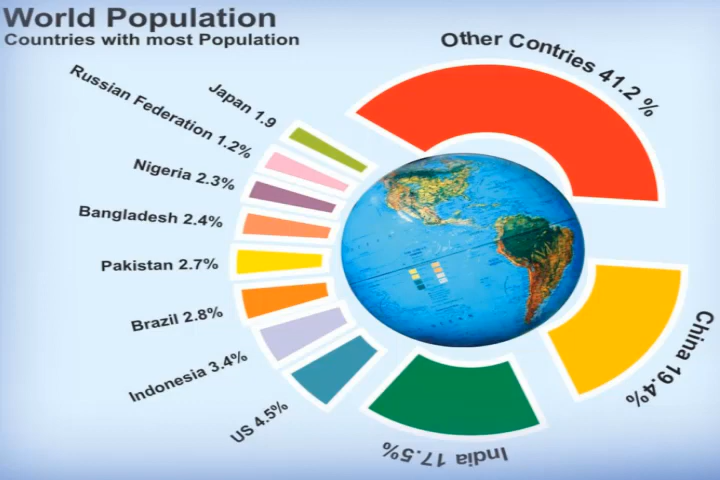 World Population
Countries with most Population
Other Contries 41.2 %
China 19.4%
India 17.5%
US 4.5%
Indonesia 3.4%
Brazil 2.8%
Pakistan 2.7%
Bangladesh 2.4%
Nigeria 2.3%
Russian Federation 1.2%
Japan 1.9